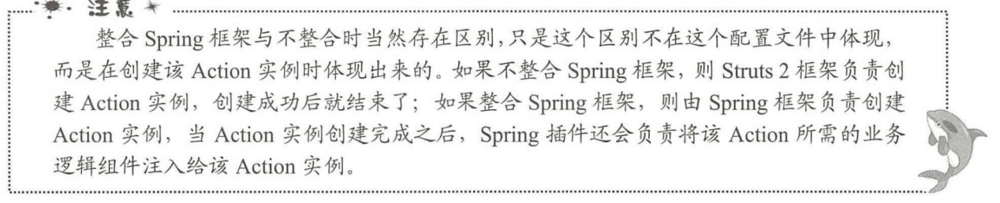 注意
整合 Spring 框架与不整合时当然存在区别,只是这个区别不在这个配置文件中体现,
而是在创建该 Action 实例时体现出来的。如果不整合 Spring 框架，则 Struts 2 框架负责创
建 Action 实例，创建成功后就结束了；如果整合 Spring 框架，则由 Spring 框架负责创建
Action 实例，当 Action 实例创建完成之后，Spring 插件还会负责将该 Action 所需的业务
逻辑组件注入给该 Action 实例。